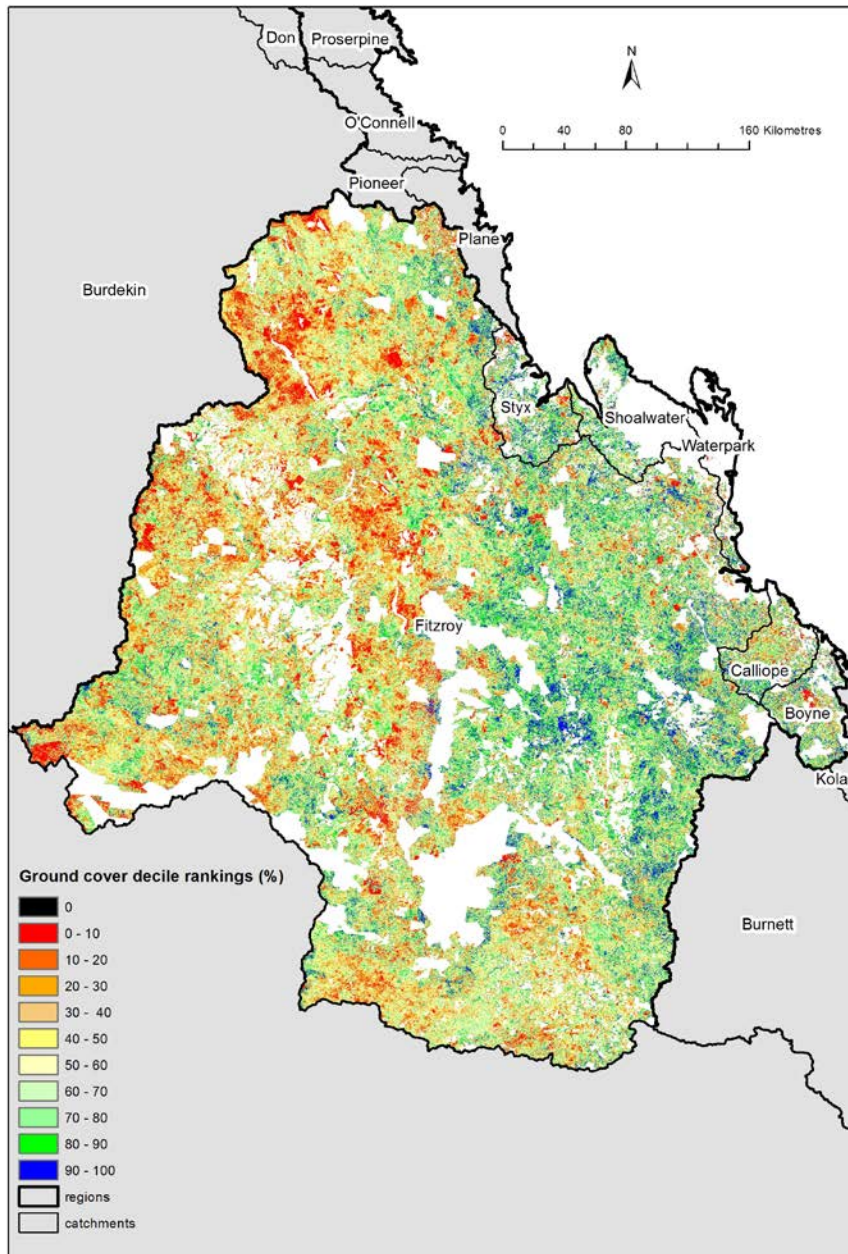 Don
Proserpine
N
O'Connell
0 40 80 160 Kilometres
Pioneer
Plane
Burdekin
Styx
Shoalwater
Waterpark
Fitzroy
Calliope
Boyne
Kola
Burnett
Ground cover decile rankings (%)
0
0 - 10
10 - 20
20 - 30
30 - 40
40 - 50
50 - 60
60 - 70
70 - 80
80 - 90
90 - 100
regions
catchments